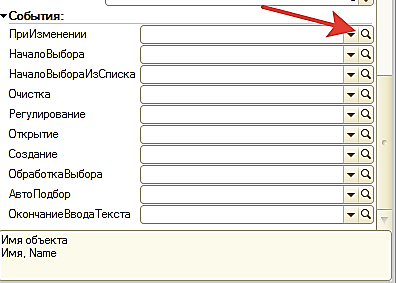 События:
ПриИзменении
НачалоВыбора
НачалоВыбораИзСписка
Очистка
Регулирование
Открытие
Создание
ОбработкаВыбора
АвтоПодбор
ОкончаниеВводаТекста
Имя объекта
Имя, Name